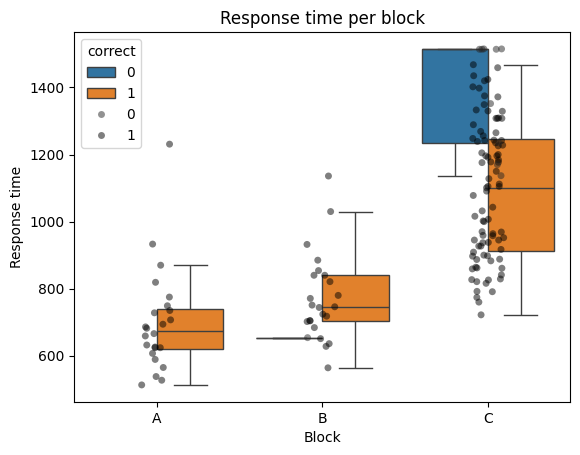 Response time per block
correct
0
1
0
1
1400
1200
1000
800
600
Response time
A B C
Block